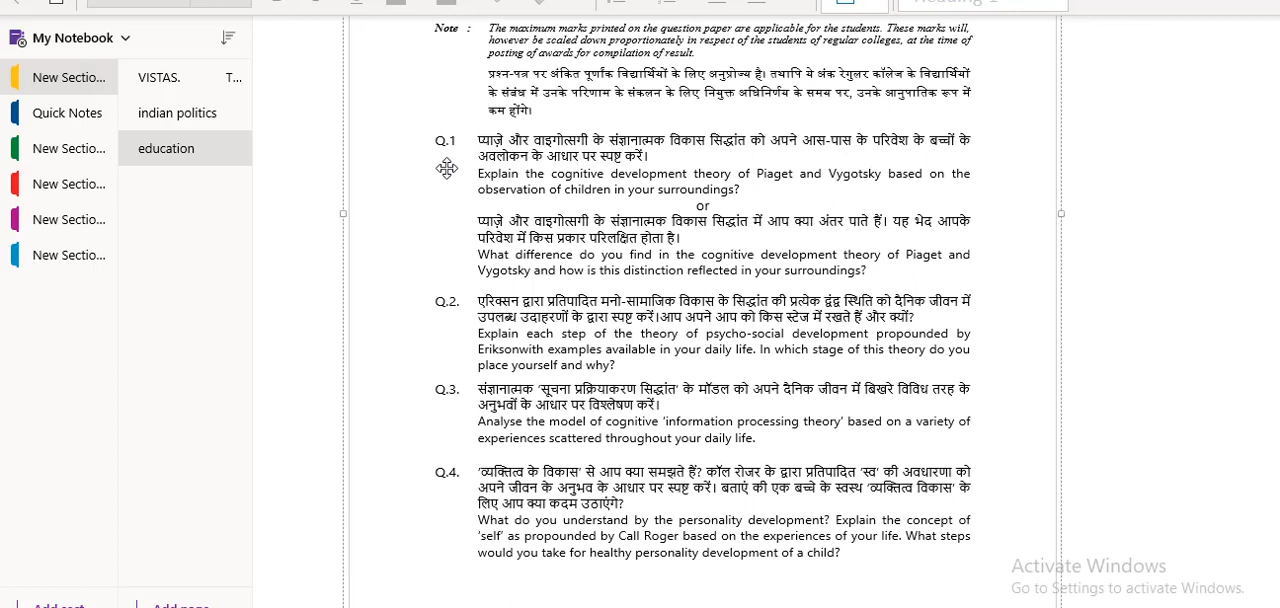 Heading 1
My Notebook
New Sectio...
VISTAS. T...
Quick Notes
indian politics
New Sectio...
education
New Sectio...
New Sectio...
New Sectio...
Note : The maximum marks printed on the question paper are applicable for the students. These marks will,
however be scaled down proportionately in respect of the students of regular colleges, at the time of
posting of awards for compilation of result.
प्रश्न-पत्र पर अंकित पूर्णांक विद्यार्थियों के लिए अनुप्रोज्य है। तथापि ये अंक रेगुलर कॉलेज के विद्यार्थियों
के संबंध में उनके परिणाम के संकलन के लिए नियुक्त अधिनिर्णय के समय पर, उनके आनुपातिक रूप में
कम होंगे।
Q.1 प्याज़े और वाइगोत्सगी के संज्ञानात्मक विकास सिद्धांत को अपने आस-पास के परिवेश के बच्चों के
अवलोकन के आधार पर स्पष्ट करें।
Explain the cognitive development theory of Piaget and Vygotsky based on the
observation of children in your surroundings?
or
प्याज़े और वाइगोत्सगी के संज्ञानात्मक विकास सिद्धांत में आप क्या अंतर पाते हैं। यह भेद आपके
परिवेश में किस प्रकार परिलक्षित होता है।
What difference do you find in the cognitive development theory of Piaget and
Vygotsky and how is this distinction reflected in your surroundings?
Q.2. एरिक्सन द्वारा प्रतिपादित मनो-सामाजिक विकास के सिद्धांत की प्रत्येक द्वंद्व स्थिति को दैनिक जीवन में
उपलब्ध उदाहरणों के द्वारा स्पष्ट करें।आप अपने आप को किस स्टेज में रखते हैं और क्यों?
Explain each step of the theory of psycho-social development propounded by
Eriksonwith examples available in your daily life. In which stage of this theory do you
place yourself and why?
Q.3. संज्ञानात्मक 'सूचना प्रक्रियाकरण सिद्धांत' के मॉडल को अपने दैनिक जीवन में बिखरे विविध तरह के
अनुभवों के आधार पर विश्लेषण करें।
Analyse the model of cognitive 'information processing theory' based on a variety of
experiences scattered throughout your daily life.
Q.4. 'व्यक्तित्व के विकास' से आप क्या समझते हैं? कॉल रोजर के द्वारा प्रतिपादित 'स्व' की अवधारणा को
अपने जीवन के अनुभव के आधार पर स्पष्ट करें। बताएं की एक बच्चे के स्वस्थ 'व्यक्तित्व विकास' के
लिए आप क्या कदम उठाएंगे?
What do you understand by the personality development? Explain the concept of
'self' as propounded by Call Roger based on the experiences of your life. What steps
would you take for healthy personality development of a child?
Activate Windows
Go to Settings to activate Windows.
Add sect
Add page